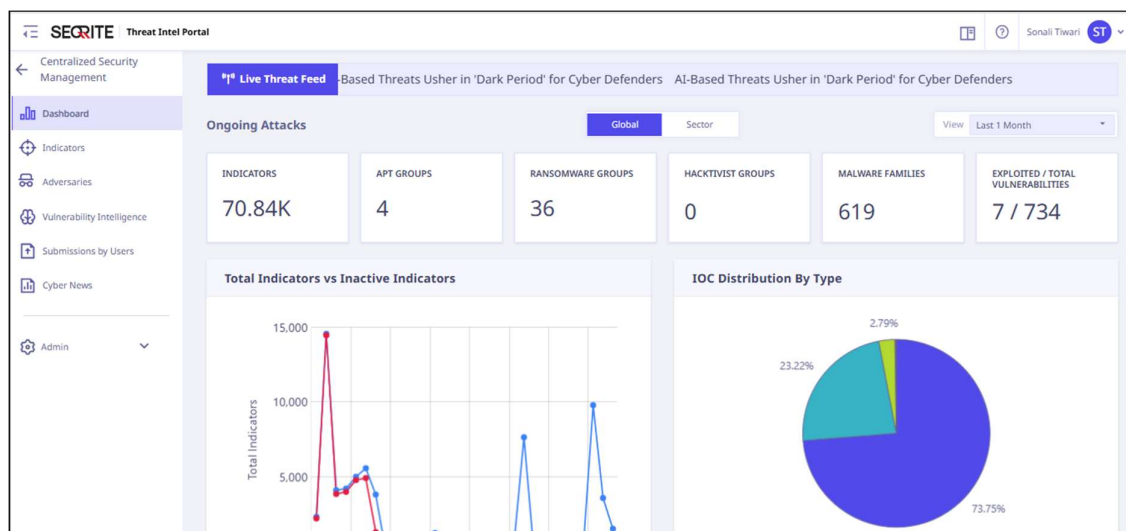 SEQRITE Threat Intel Portal
Sonali Tiwari ST
Centralized Security
Management
Dashboard
Indicators
Adversaries
Vulnerability Intelligence
Submissions by Users
Cyber News
Admin
Live Threat Feed -Based Threats Usher in 'Dark Period' for Cyber Defenders AI-Based Threats Usher in 'Dark Period' for Cyber Defenders
Ongoing Attacks
Global Sector
View Last 1 Month
INDICATORS
70.84K
APT GROUPS
4
RANSOMWARE GROUPS
36
HACKTIVIST GROUPS
0
MALWARE FAMILIES
619
EXPLOITED / TOTAL
VULNERABILITIES
7 / 734
Total Indicators vs Inactive Indicators
15,000
10,000
5,000
Total Indicators
IOC Distribution By Type
2.79%
23.22%
73.75%